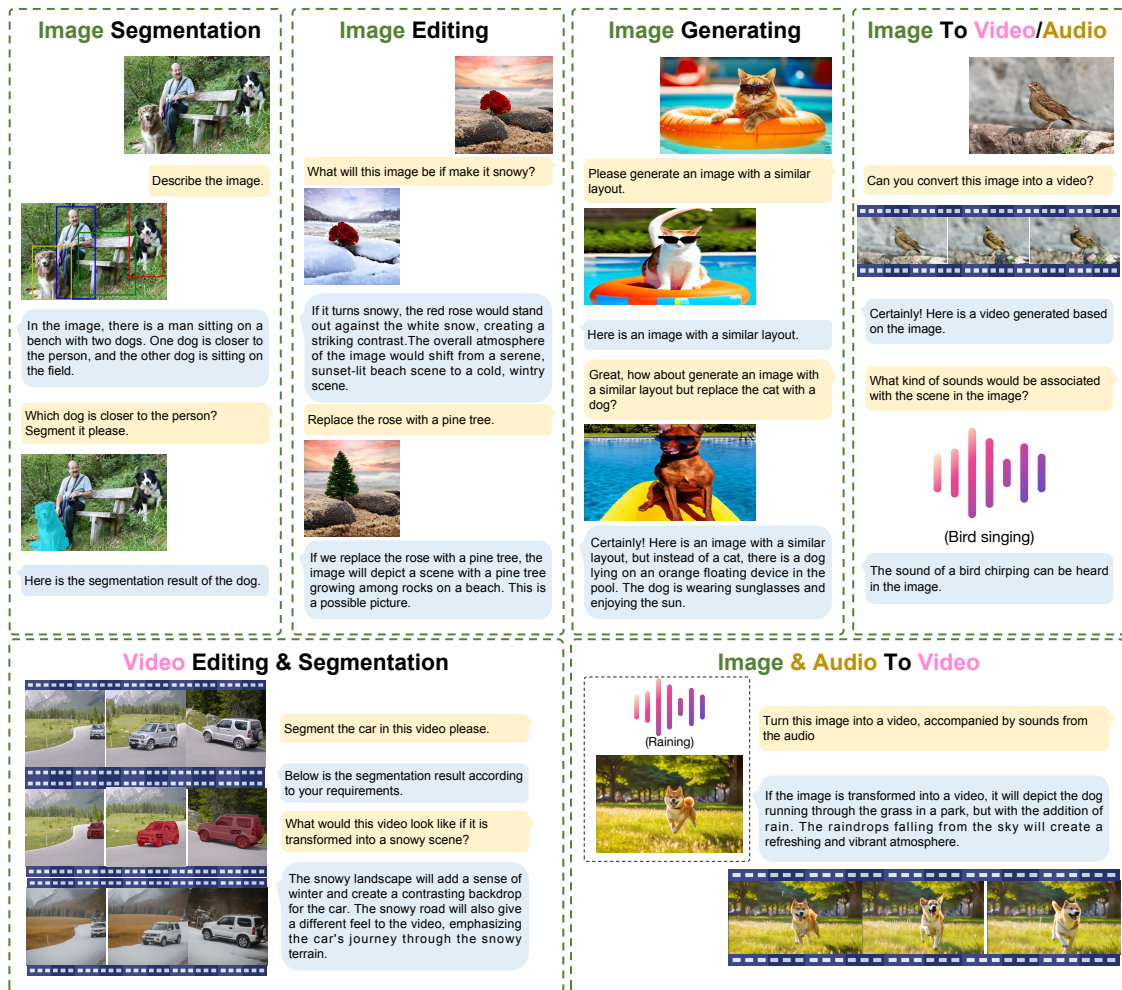 Image Segmentation
Describe the image.
In the image, there is a man sitting on a
bench with two dogs. One dog is closer to
the person, and the other dog is sitting on
the field.
Which dog is closer to the person?
Segment it please.
Here is the segmentation result of the dog.
Image Editing
What will this image be if make it snowy?
If it turns snowy, the red rose would stand
out against the white snow, creating a
striking contrast.The overall atmosphere
of the image would shift from a serene,
sunset-lit beach scene to a cold, wintry
scene.
Replace the rose with a pine tree.
If we replace the rose with a pine tree, the
image will depict a scene with a pine tree
growing among rocks on a beach. This is
a possible picture.
Image Generating
Please generate an image with a similar
layout.
Here is an image with a similar layout.
Great, how about generate an image with
a similar layout but replace the cat with a
dog?
Certainly! Here is an image with a similar
layout, but instead of a cat, there is a dog
lying on an orange floating device in the
pool. The dog is wearing sunglasses and
enjoying the sun.
Image To Video/Audio
Can you convert this image into a video?
Certainly! Here is a video generated based
on the image.
What kind of sounds would be associated
with the scene in the image?
(Bird singing)
The sound of a bird chirping can be heard
in the image.
Video Editing & Segmentation
Segment the car in this video please.
Below is the segmentation result according
to your requirements.
What would this video look like if it is
transformed into a snowy scene?
The snowy landscape will add a sense of
winter and create a contrasting backdrop
for the car. The snowy road will also give
a different feel to the video, emphasizing
the car's journey through the snowy
terrain.
Image & Audio To Video
(Raining)
Turn this image into a video, accompanied by sounds from
the audio
If the image is transformed into a video, it will depict the dog
running through the grass in a park, but with the addition of
rain. The raindrops falling from the sky will create a
refreshing and vibrant atmosphere.